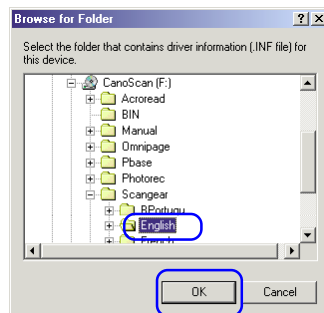 Browse for Folder
Select the folder that contains driver information (.INF file) for
this device.
CanoScan (F:)
Acroread
BIN
Manual
Omnipage
Pbase
Photorec
Scangear
BPortugu
English
French
OK
Cancel